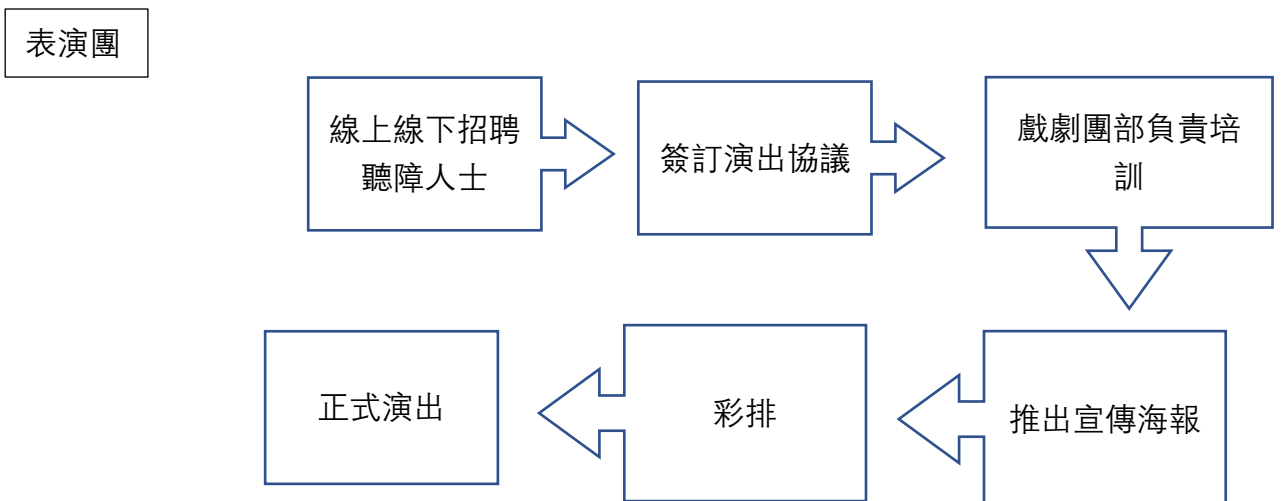 表演團
線上線下招聘
聽障人士
簽訂演出協議
戲劇團部負責培
訓
推出宣傳海報
彩排
正式演出